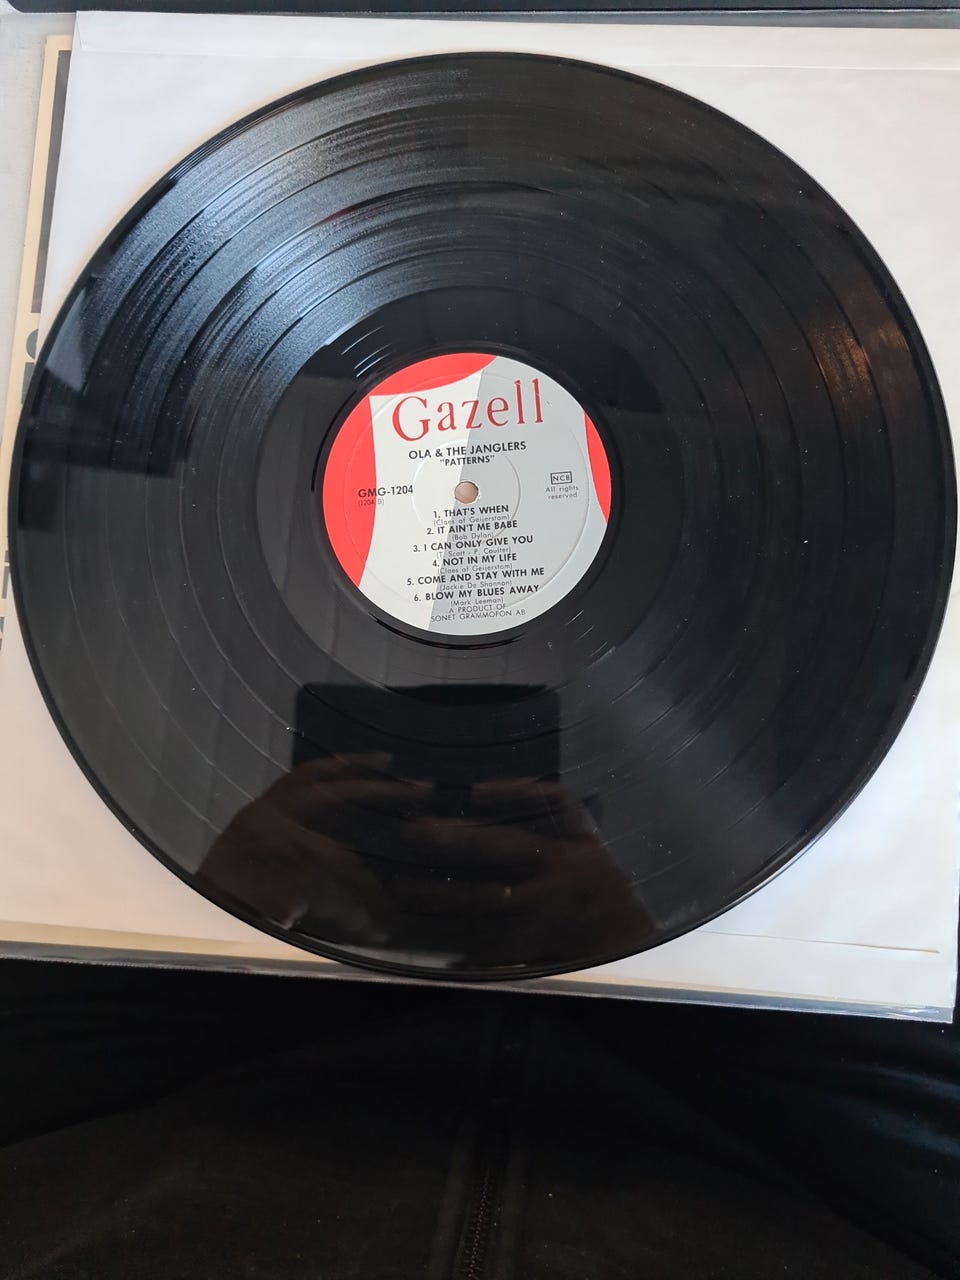 Gazell
OLA & THE JANGLERS
"PATTERNS"
GMG-1204
(1204 B)
NCB
All rights
reserved
1. THAT'S WHEN
(Claes af Geijerstam)
2. IT AIN'T ME BABE
(Bob Dylan)
3. I CAN ONLY GIVE YOU
(T. Scott - P. Coulter)
4. NOT IN MY LIFE
(Claes af Geijerstam)
5. COME AND STAY WITH ME
(Jackie De Shannon)
6. BLOW MY BLUES AWAY
(Mark Leeman)
A PRODUCT OF
SONET GRAMMOFON AB